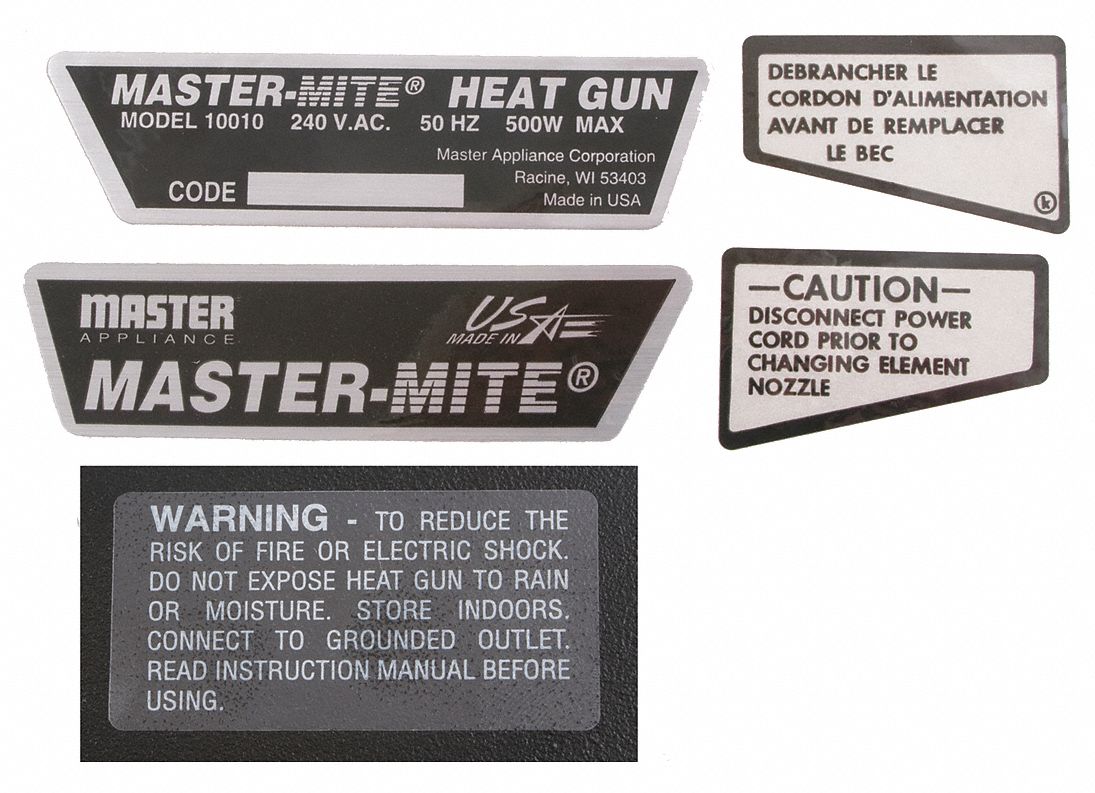 MASTER-MITE® HEAT GUN
MODEL 10010 240 V.AC. 50 HZ 500W MAX
Master Appliance Corporation
Racine, WI 53403
CODE
Made in USA
DEBRANCHER LE
CORDON D'ALIMENTATION
AVANT DE REMPLACER
LE BEC
k
MASTER
APPLIANCE
USA
MADE IN
MASTER-MITE®
—CAUTION—
DISCONNECT POWER
CORD PRIOR TO
CHANGING ELEMENT
NOZZLE
WARNING - TO REDUCE THE
RISK OF FIRE OR ELECTRIC SHOCK.
DO NOT EXPOSE HEAT GUN TO RAIN
OR MOISTURE. STORE INDOORS.
CONNECT TO GROUNDED OUTLET.
READ INSTRUCTION MANUAL BEFORE
USING.